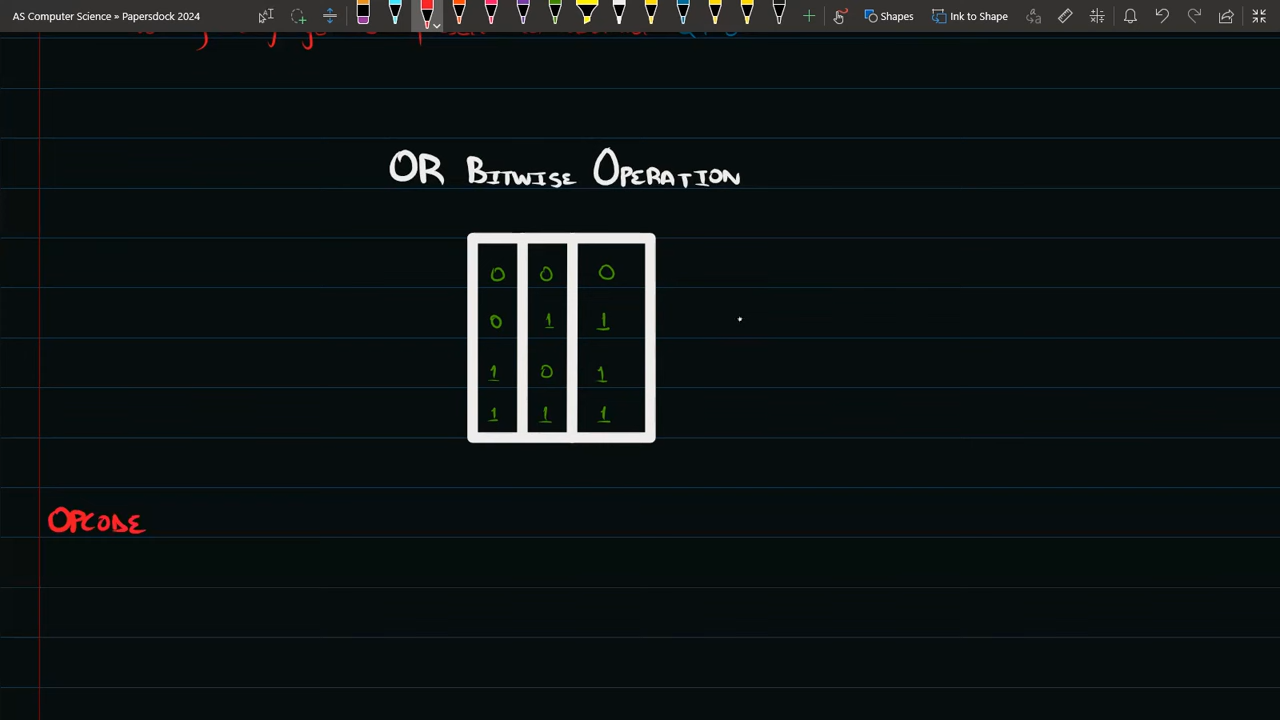 AS Computer Science » Papersdock 2024
Shapes
Ink to Shape
OR BITWISE OPERATION
0 0 0
0 1 1
1 0 1
1 1 1
OPCODE